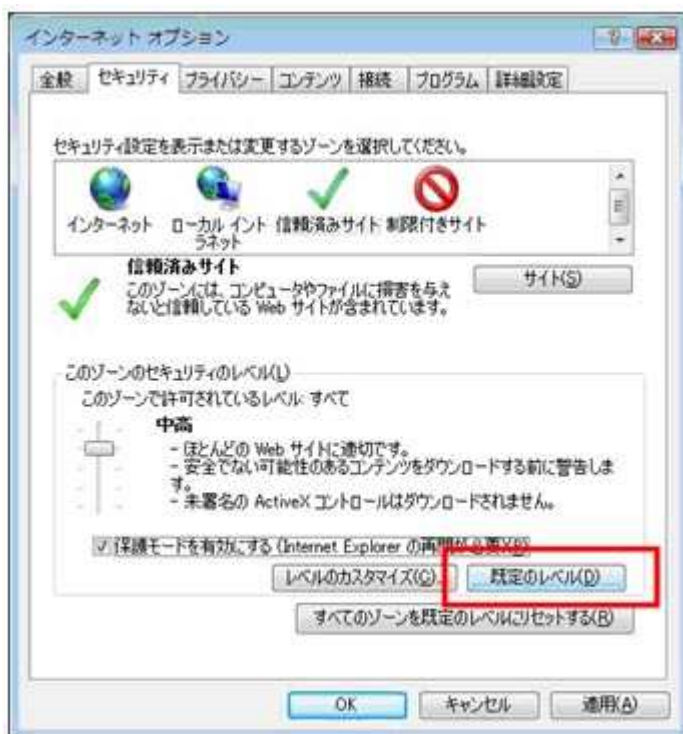 インターネット オプション
全般 セキュリティ プライバシー コンテンツ 接続 プログラム 詳細設定
セキュリティ設定を表示または変更するゾーンを選択してください。
インターネット ローカル イント 信頼済みサイト 制限付きサイト
ラネット
信頼済みサイト
サイト(S)
このゾーンには、コンピュータやファイルに損害を与え
ないと信頼している Web サイトが含まれています。
このゾーンのセキュリティのレベル(L)
このゾーンで許可されているレベル: すべて
中高
- ほとんどの Web サイトに適切です。
- 安全でない可能性のあるコンテンツをダウンロードする前に警告しま
す。
- 未署名の ActiveX コントロールはダウンロードされません。
保護モードを有効にする (Internet Explorer の再開が必要)(P)
レベルのカスタマイズ(C)... 既定のレベル(D)
すべてのゾーンを既定のレベルにリセットする(R)
OK キャンセル 適用(A)